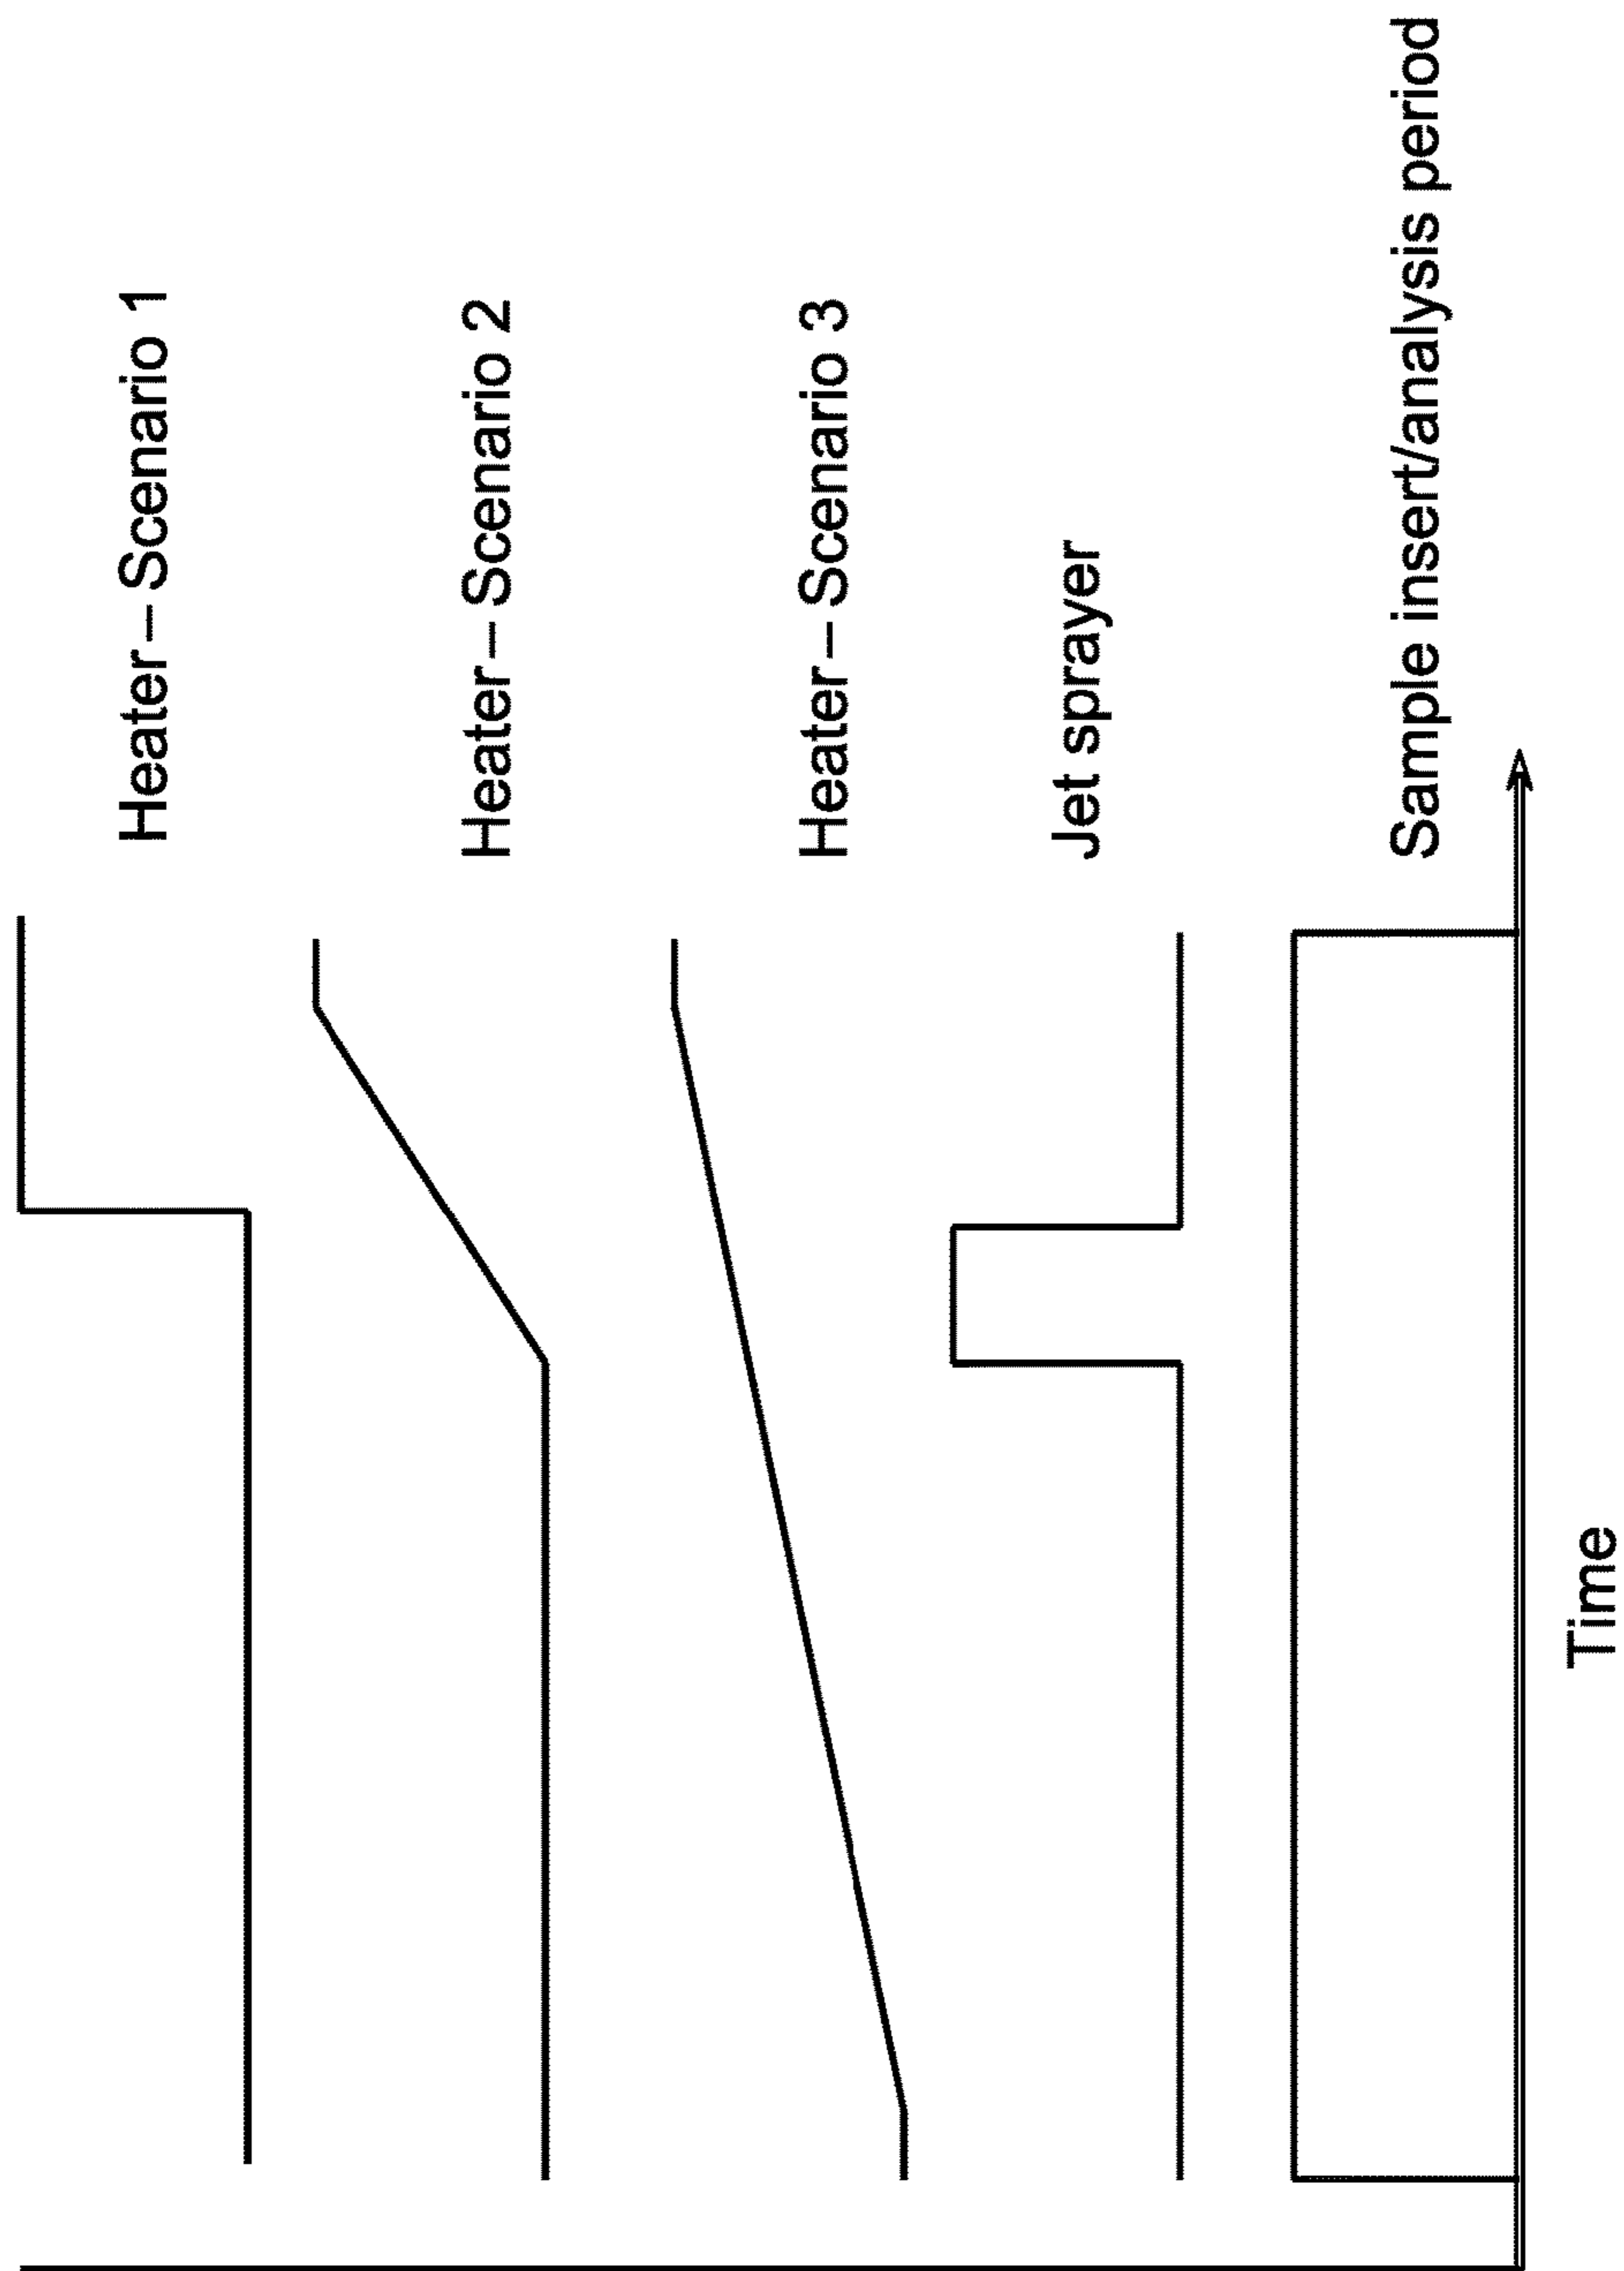 Heater–Scenario 1
Heater–Scenario 2
Heater–Scenario 3
Jet sprayer
Sample insert/analysis period
Time